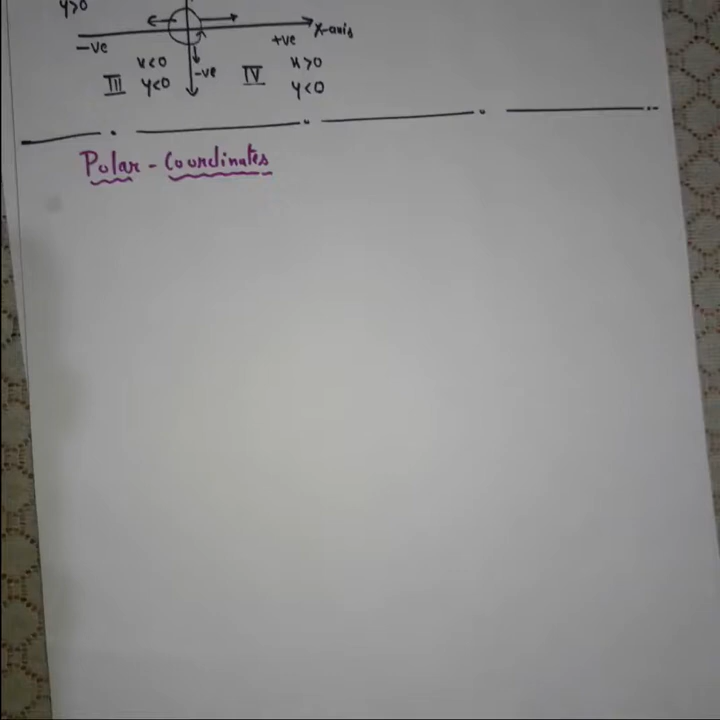 y>0
-ve
+ve
X-axis
III
x<0
y<0
-ve
IV
x>0
y<0
Polar - Coordinates